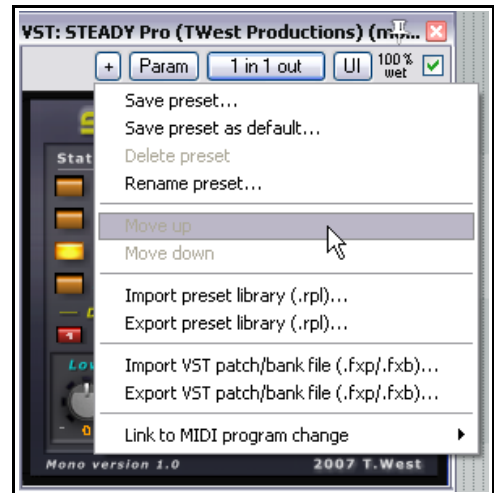 VST: STEADY Pro (TWest Productions)
+ Param 1 in 1 out UI 100% wet
Save preset...
Save preset as default...
Stat
Delete preset
Rename preset...
Move up
Move down
Import preset library (.rpl)...
Export preset library (.rpl)...
Import VST patch/bank file (.fxp/.fxb)...
Lo
Export VST patch/bank file (.fxp/.fxb)...
Link to MIDI program change
Mono version 1.0 2007 T.West